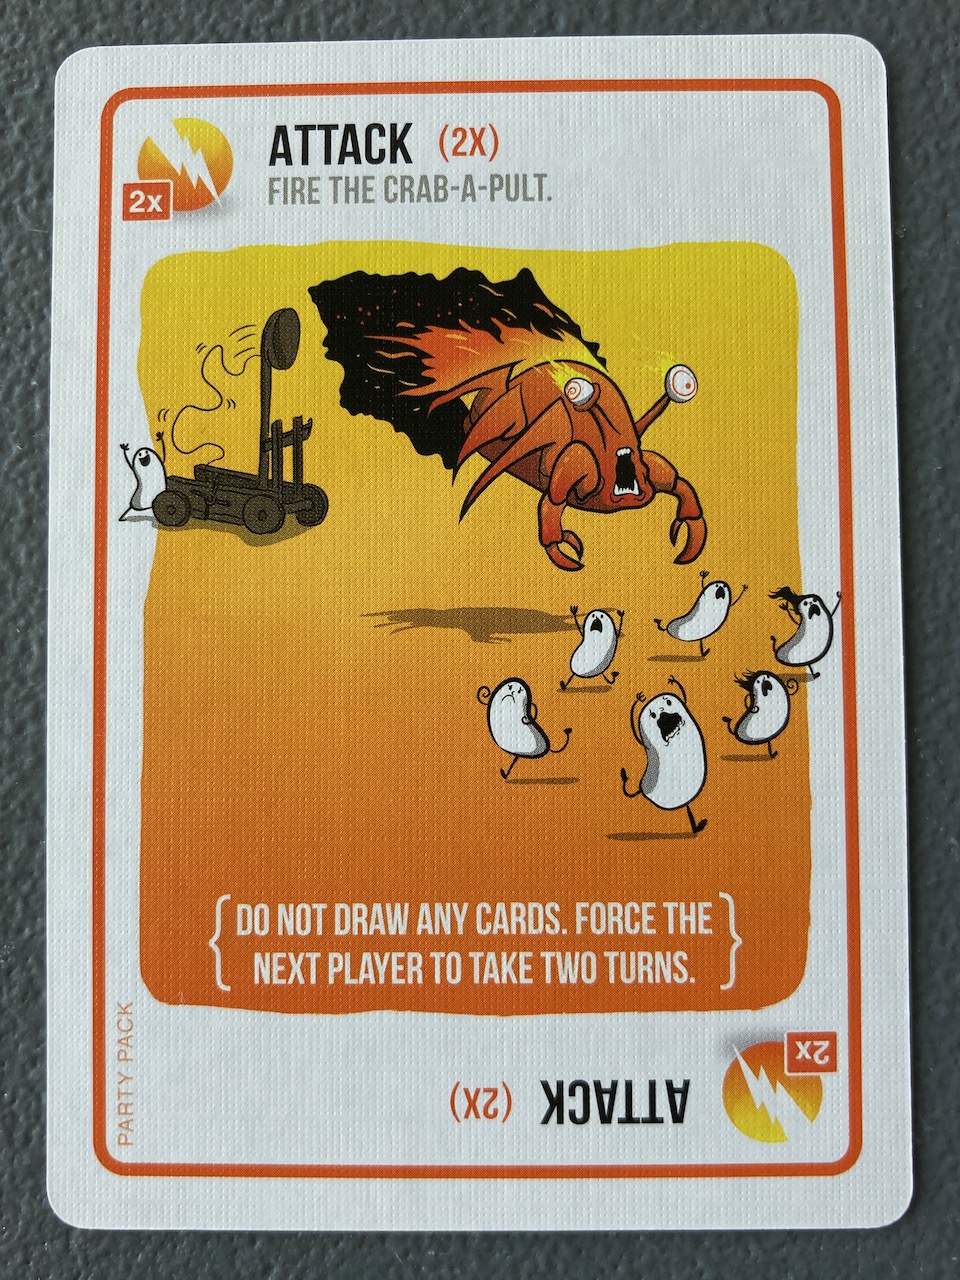 ATTACK (2X)
2x
FIRE THE CRAB-A-PULT.
{DO NOT DRAW ANY CARDS. FORCE THE
NEXT PLAYER TO TAKE TWO TURNS.}
PARTY PACK
2x
ATTACK (2X)